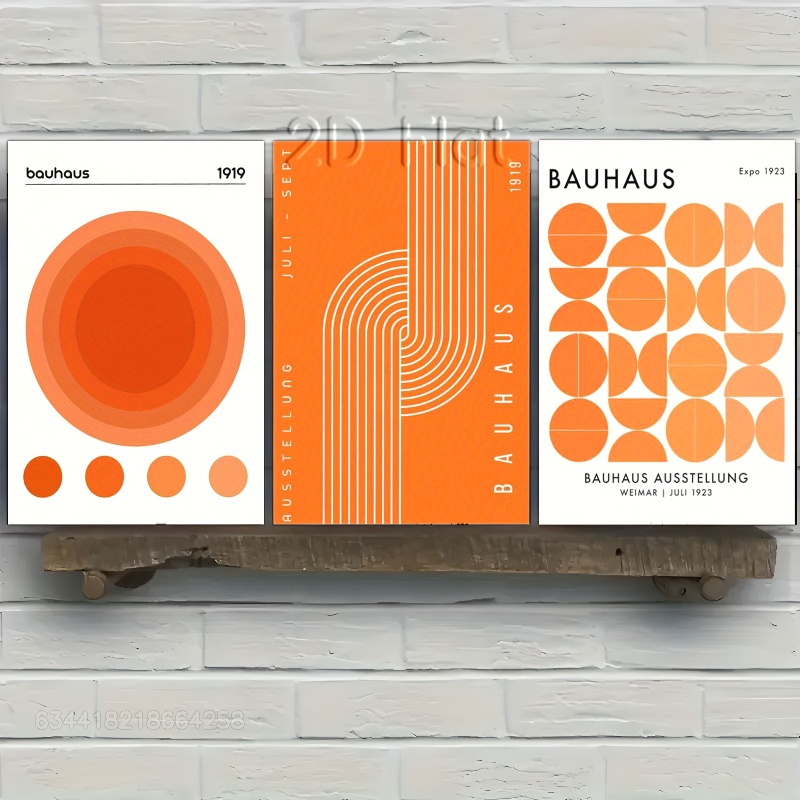 2D Flat
bauhaus 1919
JULI - SEPT
AUSSTELLUNG
1919
BAUHAUS
BAUHAUS
Expo 1923
BAUHAUS AUSSTELLUNG
WEIMAR | JULI 1923
634418218664258